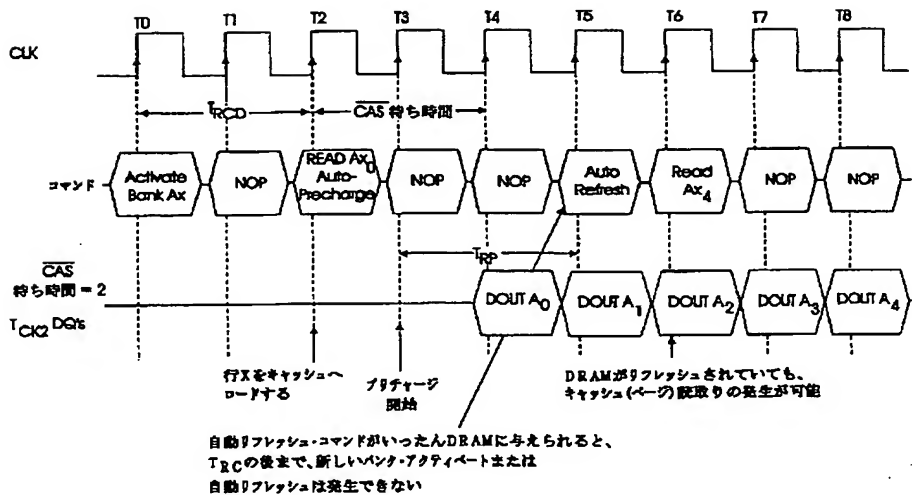 T0 T1 T2 T3 T4 T5 T6 T7 T8
CLK
TRCD CAS 待ち時間
コマンド
Activate Bank Ax
NOP
READ Ax0 Auto-Precharge
NOP
NOP
Auto Refresh
Read Ax4
NOP
NOP
TRP
CAS
待ち時間 = 2
TCK2 DQ's
DOUT A0 DOUT A1 DOUT A2 DOUT A3 DOUT A4
行Xをキャッシュへ
ロードする
プリチャージ
開始
DRAMがリフレッシュされていても、
キャッシュ(ページ)読取りの発生が可能
自動リフレッシュ・コマンドがいったんDRAMに与えられると、
TRCの後まで、新しいバンク・アクティベートまたは
自動リフレッシュは発生できない